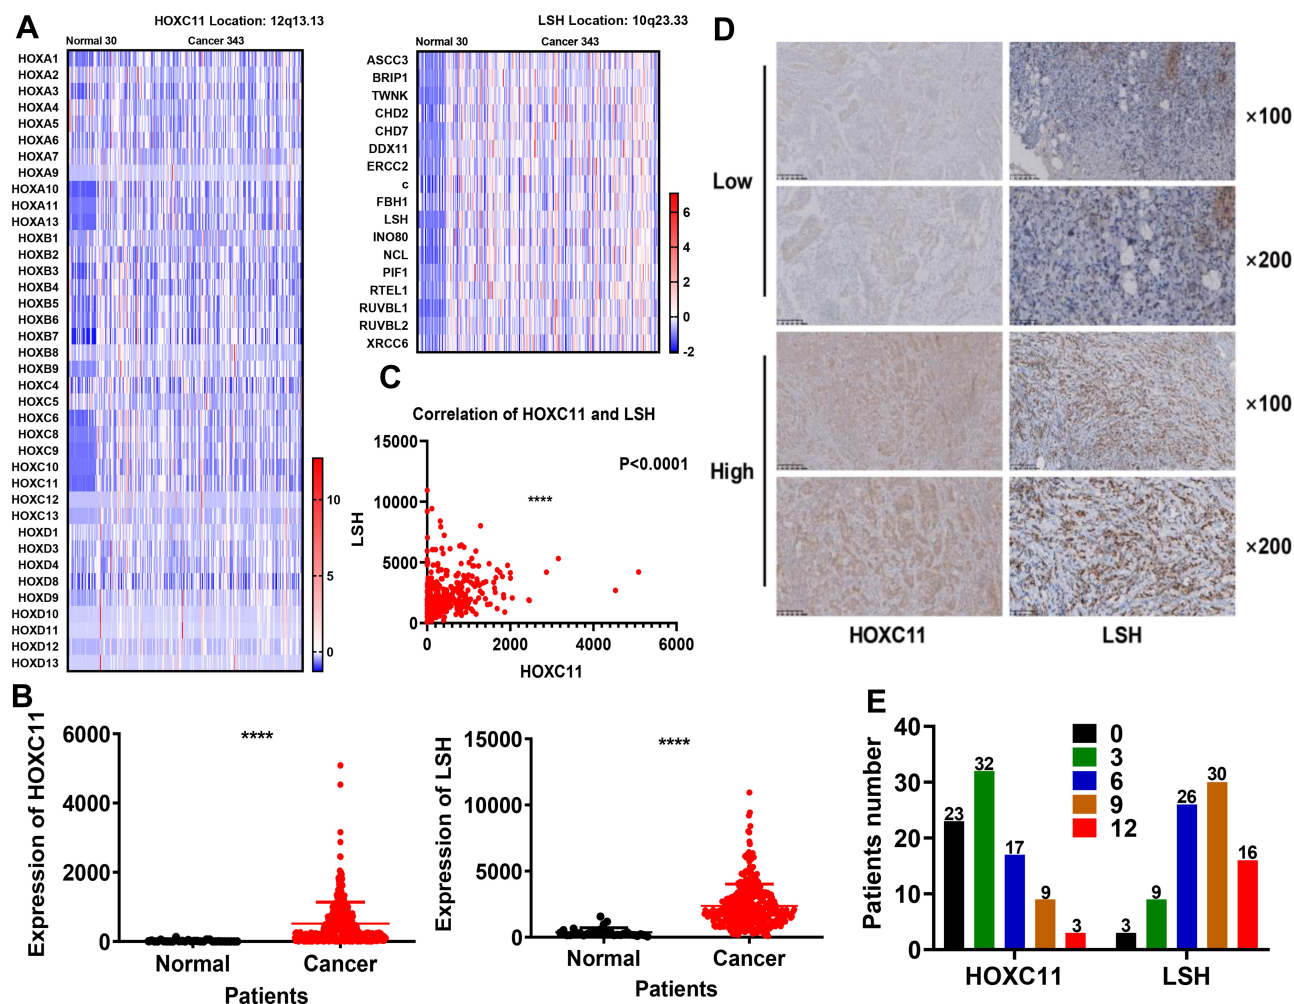 A
HOXC11 Location: 12q13.13
Normal 30 Cancer 343
HOXA1
HOXA2
HOXA3
HOXA4
HOXA5
HOXA6
HOXA7
HOXA9
HOXA10
HOXA11
HOXA13
HOXB1
HOXB2
HOXB3
HOXB4
HOXB5
HOXB6
HOXB7
HOXB8
HOXB9
HOXC4
HOXC5
HOXC6
HOXC8
HOXC9
HOXC10
HOXC11
HOXC12
HOXC13
HOXD1
HOXD3
HOXD4
HOXD8
HOXD9
HOXD10
HOXD11
HOXD12
HOXD13
10
5
0
LSH Location: 10q23.33
Normal 30 Cancer 343
ASCC3
BRIP1
TWNK
CHD2
CHD7
DDX11
ERCC2
c
FBH1
LSH
INO80
NCL
PIF1
RTEL1
RUVBL1
RUVBL2
XRCC6
6
4
2
0
-2
C
Correlation of HOXC11 and LSH
P<0.0001
****
LSH
15000
10000
5000
0
0 2000 4000 6000
HOXC11
D
Low
High
×100
×200
×100
×200
HOXC11 LSH
B
Expression of HOXC11
6000
4000
2000
0
****
Normal Cancer
Patients
Expression of LSH
15000
10000
5000
0
****
Normal Cancer
Patients
E
Patients number
40
30
20
10
0
0
3
6
9
12
23 32 17 9 3
3 9 26 30 16
HOXC11 LSH